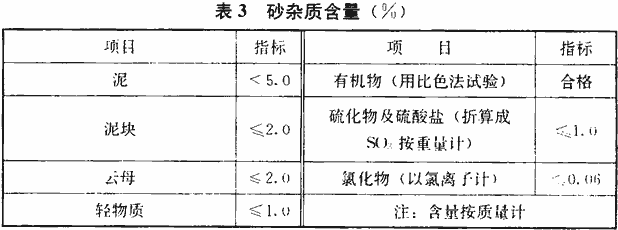 表3 砂杂质含量(%)
项目 指标 项 目 指标
泥 <5.0 有机物(用比色法试验) 合格
泥块 ≤2.0 硫化物及硫酸盐(折算成
SO₃按重量计) ≤1.0
云母 ≤2.0 氯化物(以氯离子计) ≤0.06
轻物质 ≤1.0 注:含量按质量计